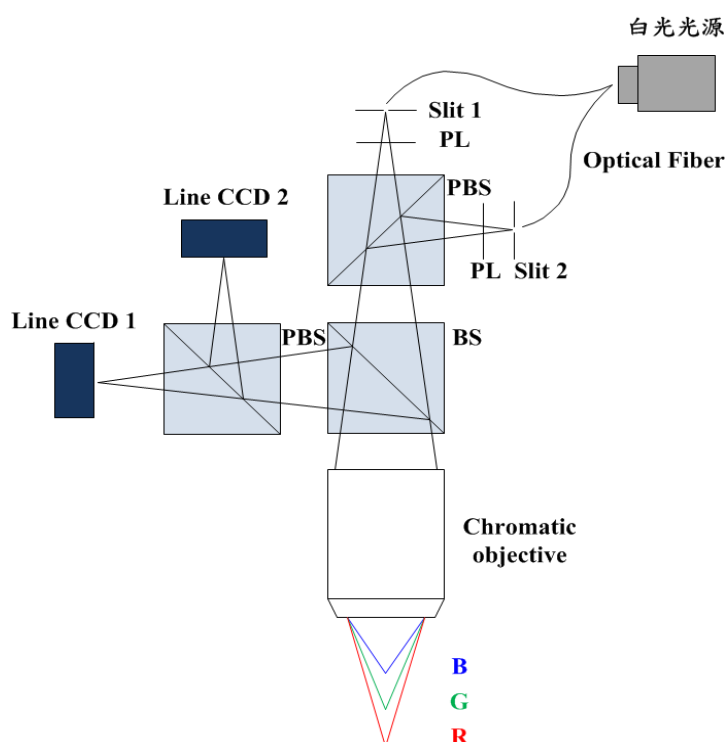 白光光源
Slit 1
PL
Optical Fiber
PBS
Line CCD 2
PL Slit 2
Line CCD 1
PBS
BS
Chromatic
objective
B
G
R